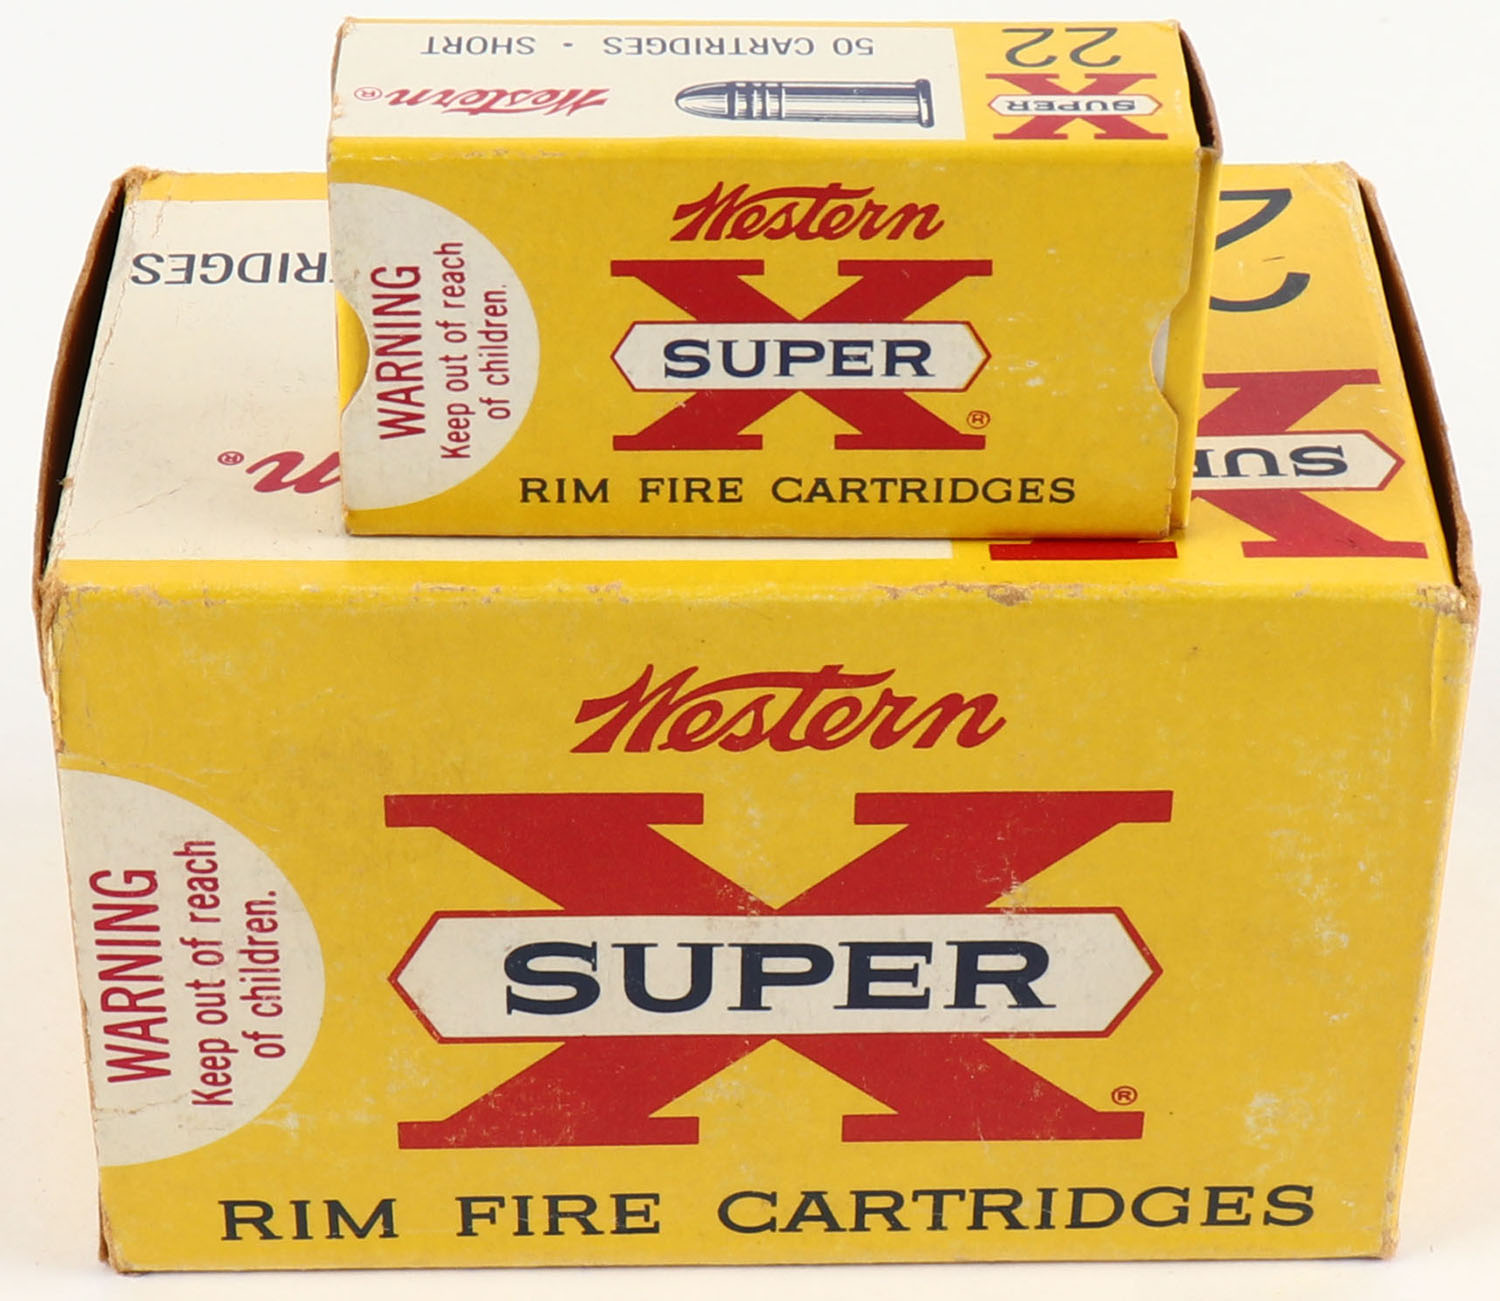 50 CARTRIDGES • SHORT
22
Western®
SUPER X
Western
SUPER X
®
RIM FIRE CARTRIDGES
WARNING
Keep out of reach
of children.
22
Western
SUPER X
®
RIM FIRE CARTRIDGES
WARNING
Keep out of reach
of children.